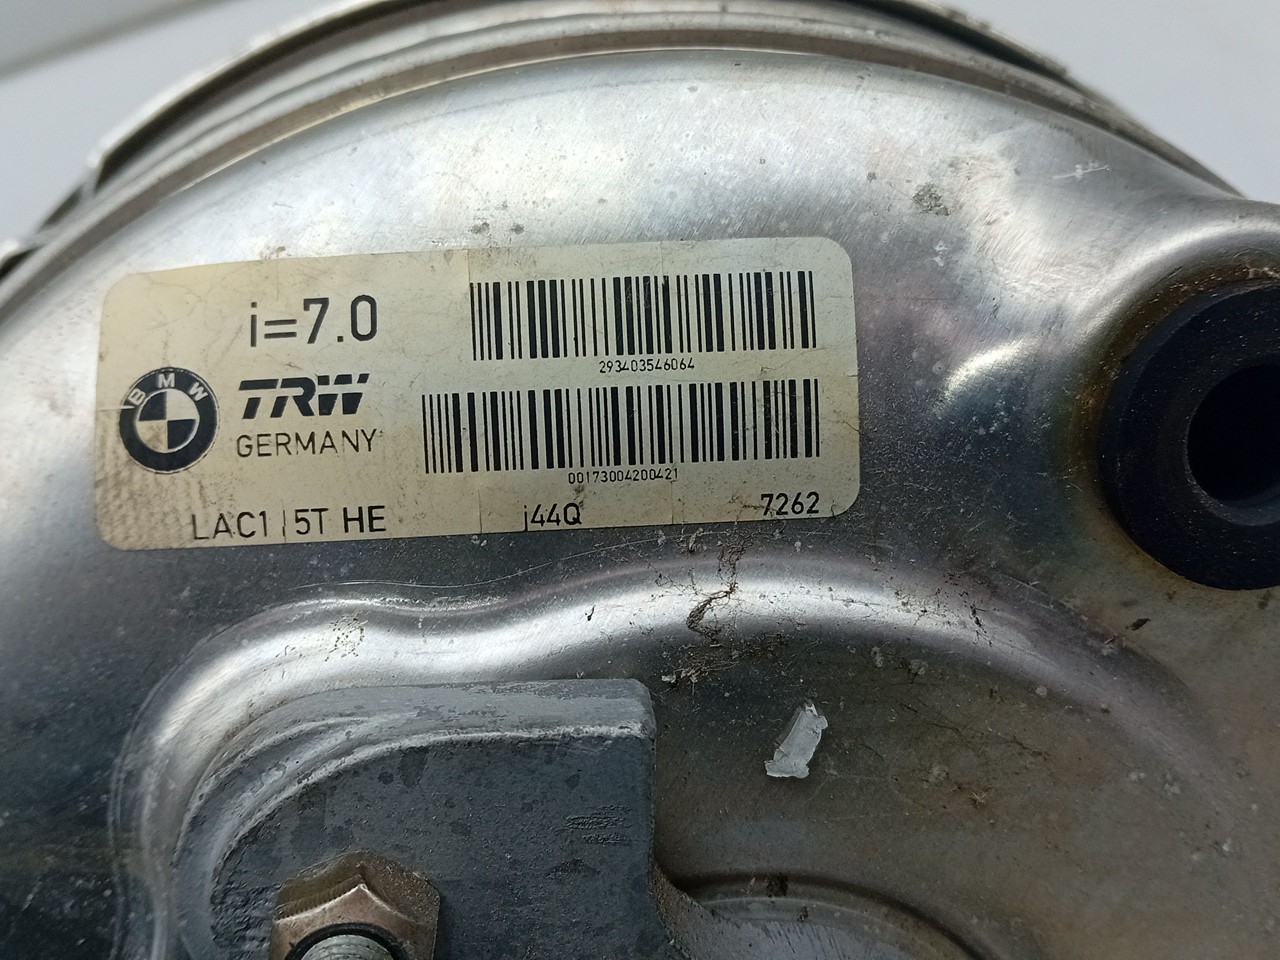 i=7.0
293403546064
BMW
TRW
GERMANY
00173004200421
LAC1 5T HE
j44Q
7262